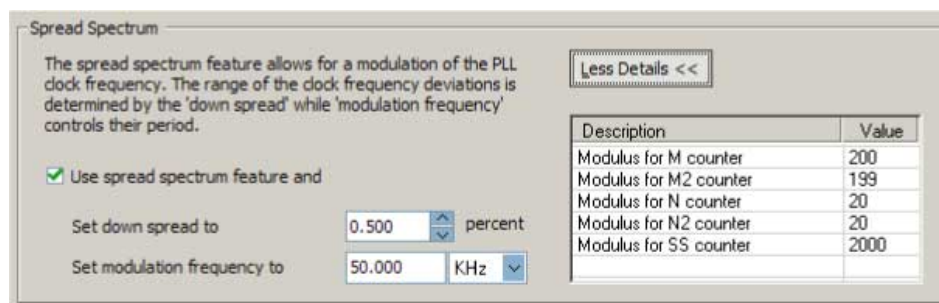 Spread Spectrum
The spread spectrum feature allows for a modulation of the PLL
clock frequency. The range of the clock frequency deviations is
determined by the 'down spread' while 'modulation frequency'
controls their period.
Less Details <<
Use spread spectrum feature and
Set down spread to 0.500 percent
Set modulation frequency to 50.000 KHz
Description Value
Modulus for M counter 200
Modulus for M2 counter 199
Modulus for N counter 20
Modulus for N2 counter 20
Modulus for SS counter 2000